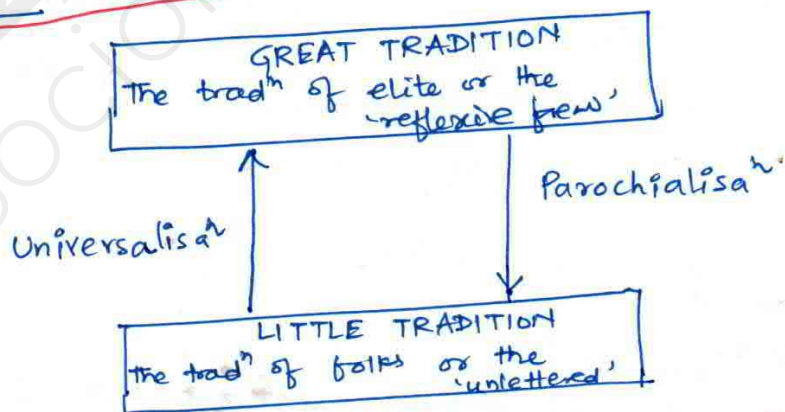 GREAT TRADITION
The tradⁿ of elite or the
'reflexive few'
Parochialisaⁿ.
Universalisaⁿ
LITTLE TRADITION
The tradⁿ of folks or the
'unlettered'